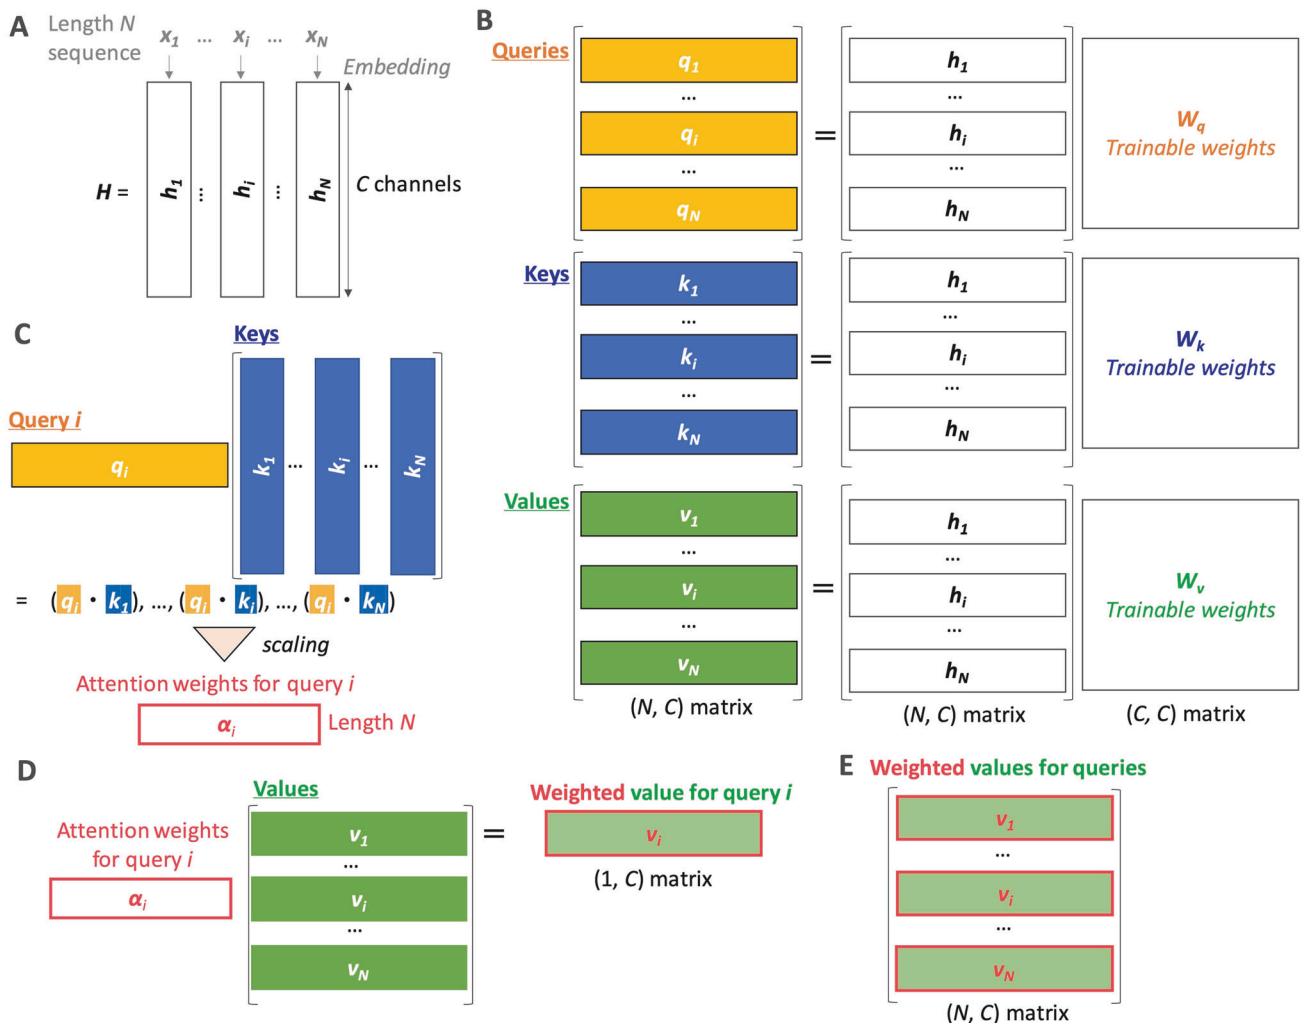 A
Length N
sequence
x1 ... xi ... xN
Embedding
H =
h1 ... hi ... hN
C channels
B
Queries
q1
...
qi
...
qN
=
h1
...
hi
...
hN
Wq
Trainable weights
Keys
k1
...
ki
...
kN
=
h1
...
hi
...
hN
Wk
Trainable weights
Values
v1
...
vi
...
vN
=
h1
...
hi
...
hN
Wv
Trainable weights
(N, C) matrix
(N, C) matrix
(C, C) matrix
C
Keys
Query i
qi
k1 ... ki ... kN
= (qi · k1), ..., (qi · ki), ..., (qi · kN)
scaling
Attention weights for query i
αi
Length N
D
Values
Attention weights
for query i
αi
v1
...
vi
...
vN
=
Weighted value for query i
vi
(1, C) matrix
E
Weighted values for queries
v1
...
vi
...
vN
(N, C) matrix